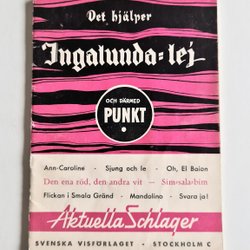 Det hjälper
Ingalunda=lej
OCH DÄRMED
PUNKT
Ann-Caroline - Sjung och le - Oh, El Baion
Den ena röd, den andra vit — Sim-sala-bim
Flickan i Smala Gränd - Mandolino - Svara ja!
Aktuella Schlager
SVENSKA VISFÖRLAGET - STOCKHOLM C